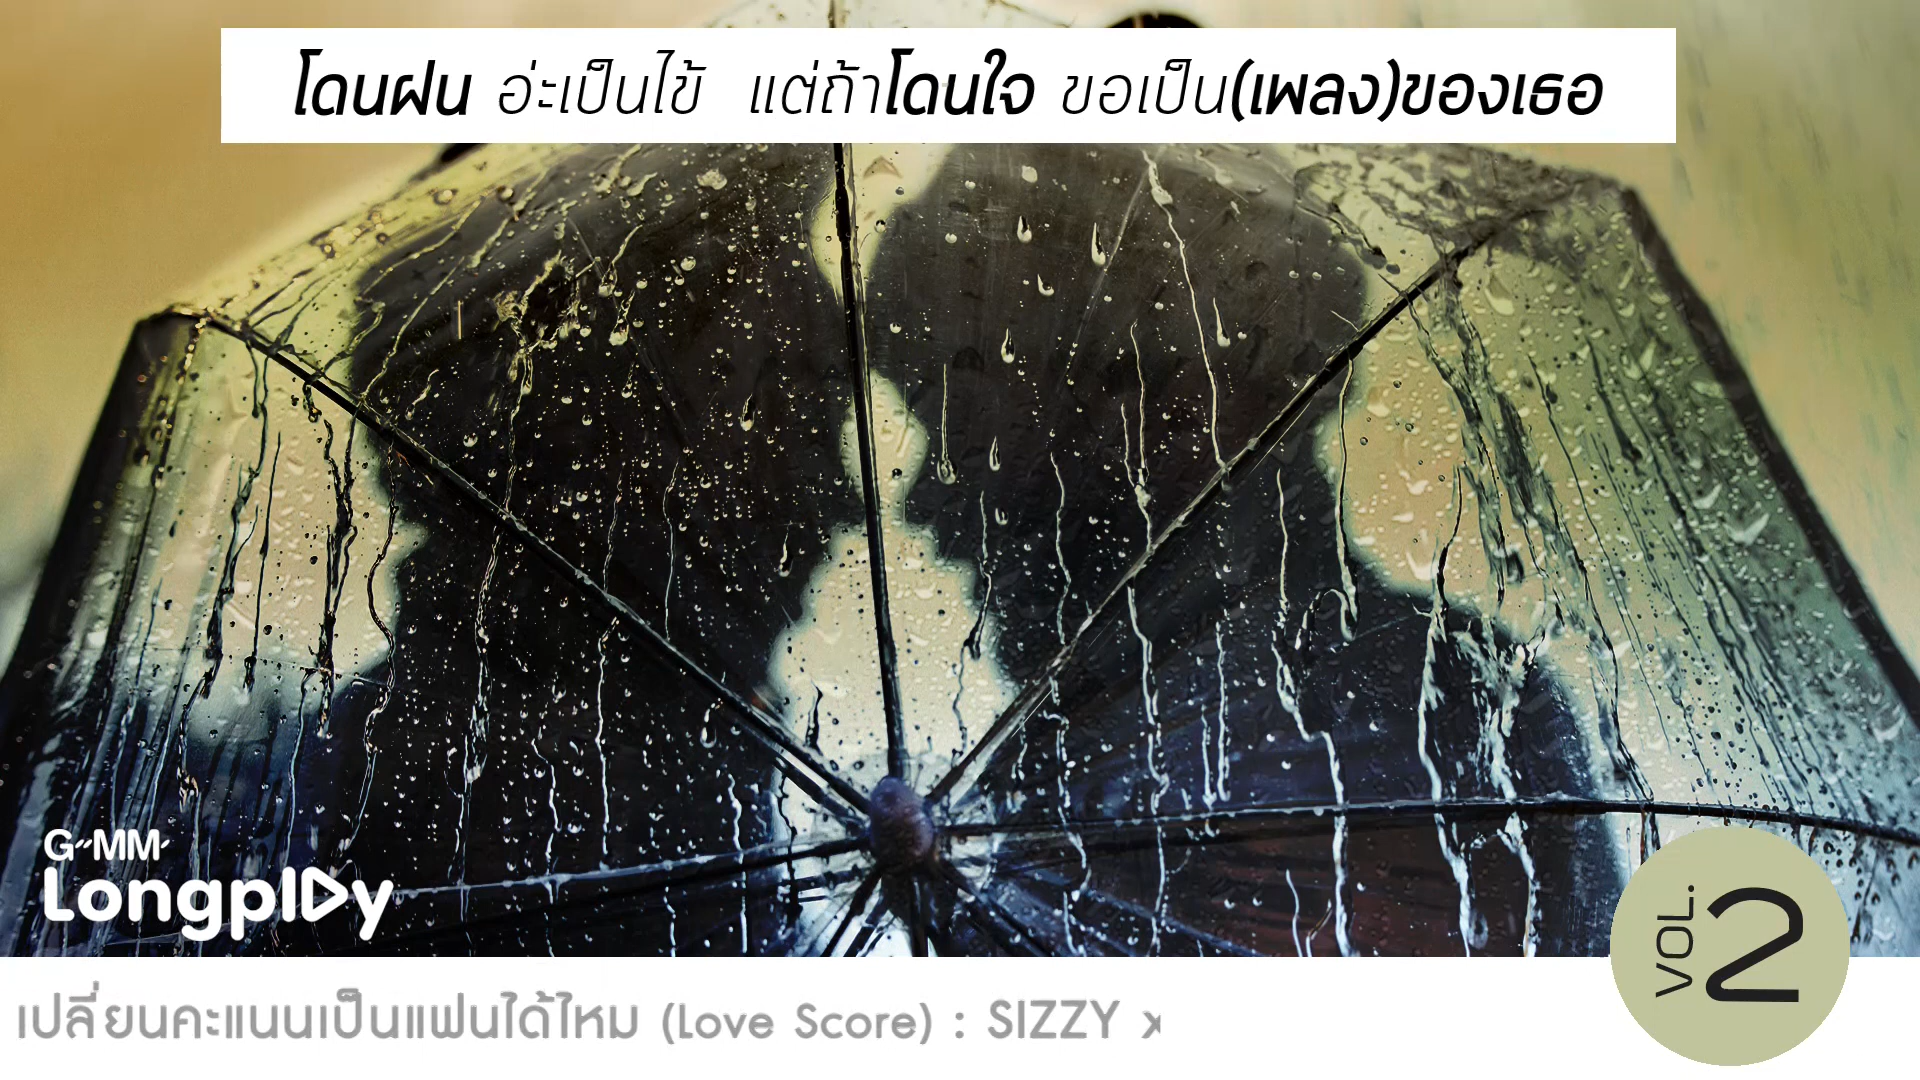 โดนฝน อ่ะเป็นไข้ แต่ถ้าโดนใจ ขอเป็น(เพลง)ของเธอ
GMM
Longplay
VOL. 2
เปลี่ยนคะแนนเป็นแฟนได้ไหม (Love Score) : SIZZY x